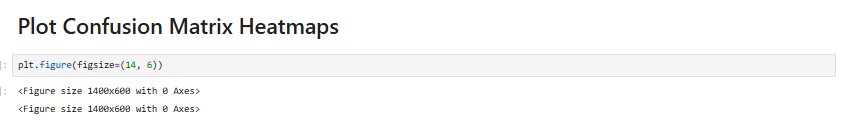 Plot Confusion Matrix Heatmaps
]: plt.figure(figsize=(14, 6))
]: <Figure size 1400x600 with 0 Axes>
<Figure size 1400x600 with 0 Axes>